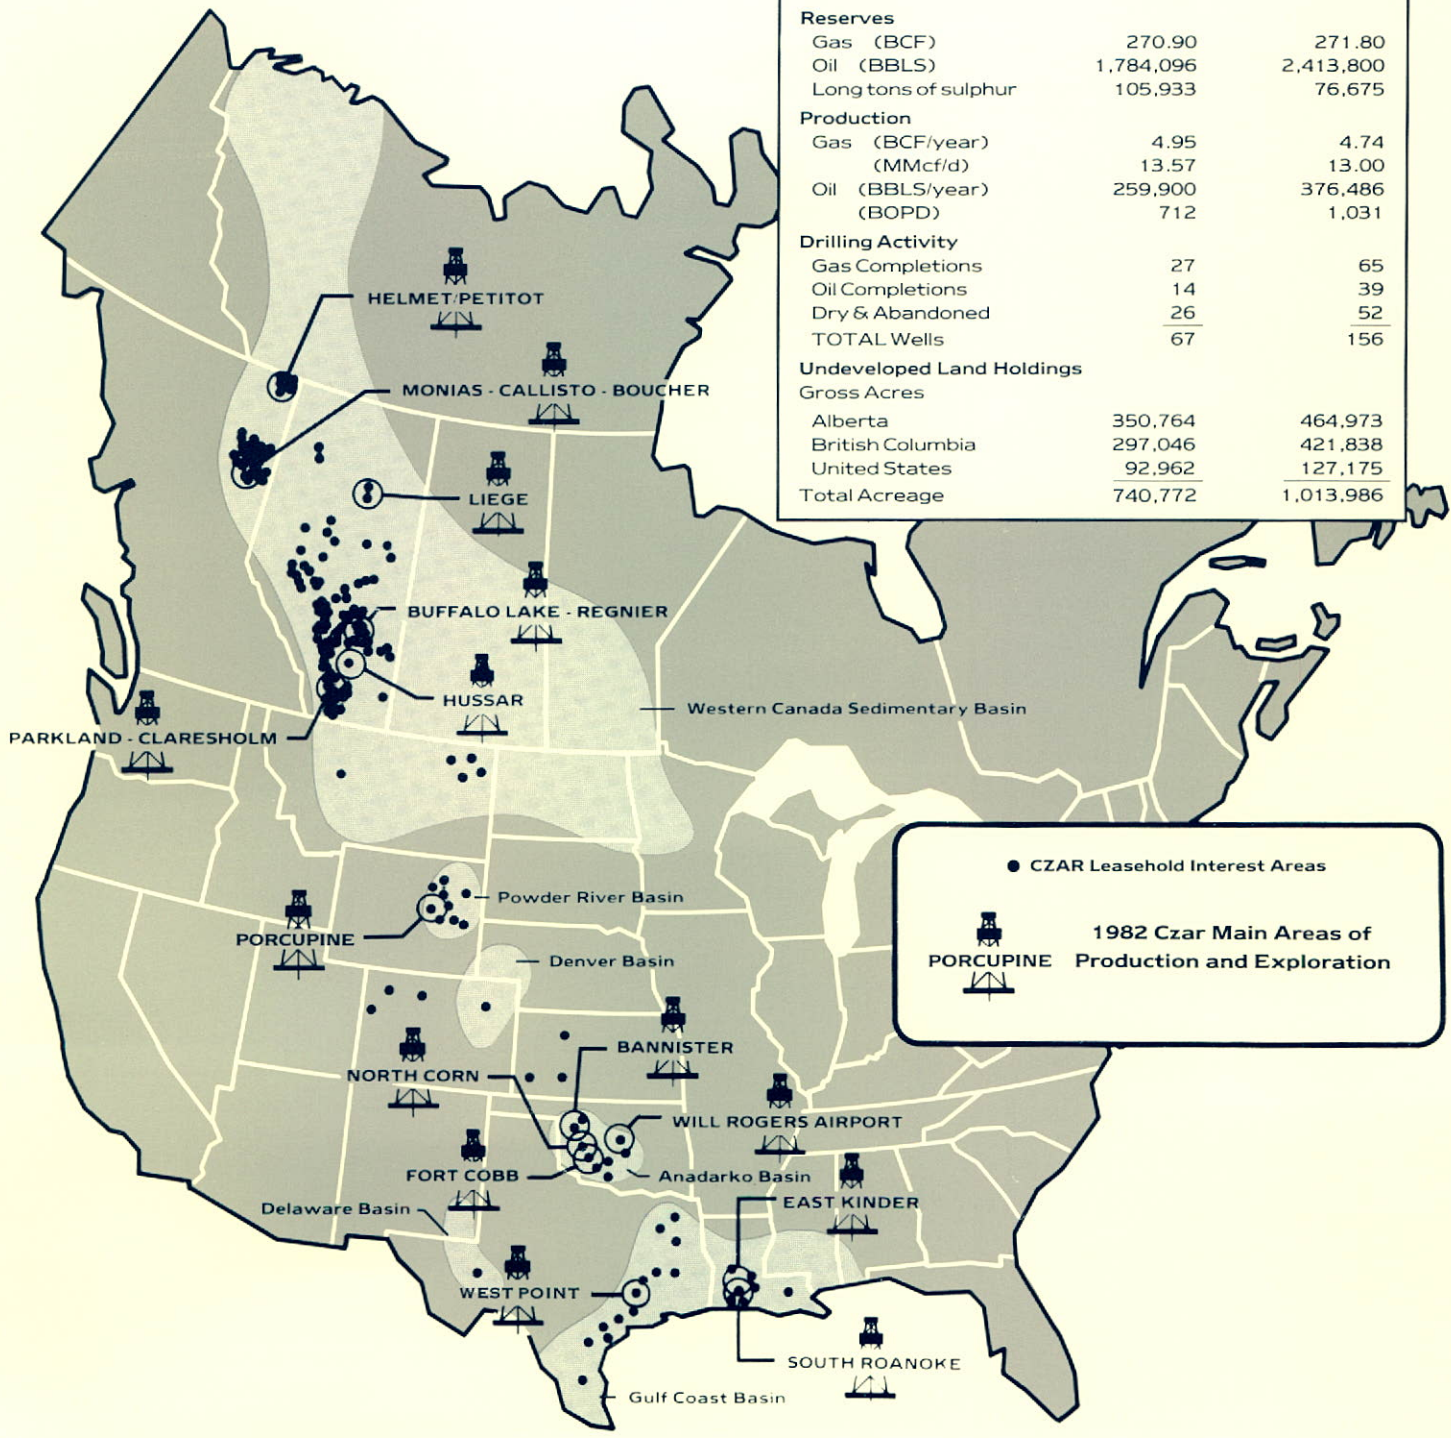 Reserves
Gas (BCF) 270.90 271.80
Oil (BBLS) 1,784,096 2,413,800
Long tons of sulphur 105,933 76,675
Production
Gas (BCF/year) 4.95 4.74
(MMcf/d) 13.57 13.00
Oil (BBLS/year) 259,900 376,486
(BOPD) 712 1,031
Drilling Activity
Gas Completions 27 65
Oil Completions 14 39
Dry & Abandoned 26 52
TOTAL Wells 67 156
Undeveloped Land Holdings
Gross Acres
Alberta 350,764 464,973
British Columbia 297,046 421,838
United States 92,962 127,175
Total Acreage 740,772 1,013,986
HELMET/PETITOT
MONIAS - CALLISTO - BOUCHER
LIEGE
BUFFALO LAKE - REGNIER
HUSSAR
Western Canada Sedimentary Basin
PARKLAND - CLARESHOLM
CZAR Leasehold Interest Areas
PORCUPINE
1982 Czar Main Areas of
Production and Exploration
Powder River Basin
PORCUPINE
Denver Basin
BANNISTER
NORTH CORN
WILL ROGERS AIRPORT
FORT COBB
Anadarko Basin
EAST KINDER
Delaware Basin
WEST POINT
SOUTH ROANOKE
Gulf Coast Basin